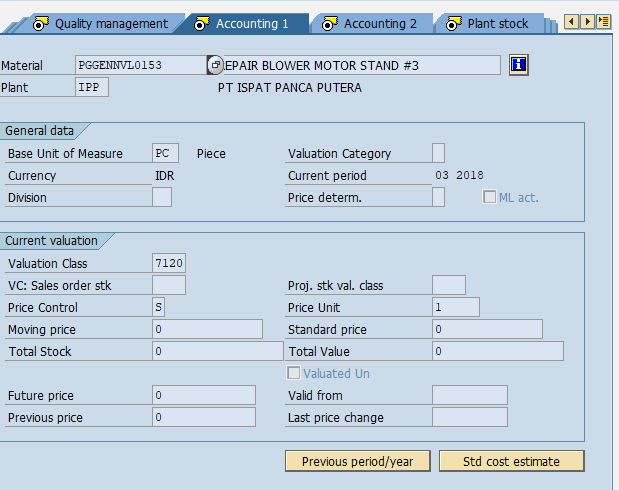 Quality management Accounting 1 Accounting 2 Plant stock
Material PGGENNVL0153 EPAIR BLOWER MOTOR STAND #3
Plant IPP PT ISPAT PANCA PUTERA
General data
Base Unit of Measure PC Piece Valuation Category
Currency IDR Current period 03 2018
Division Price determ. ML act.
Current valuation
Valuation Class 7120
VC: Sales order stk Proj. stk val. class
Price Control S Price Unit 1
Moving price 0 Standard price 0
Total Stock 0 Total Value 0
Valuated Un
Future price 0 Valid from
Previous price 0 Last price change
Previous period/year Std cost estimate